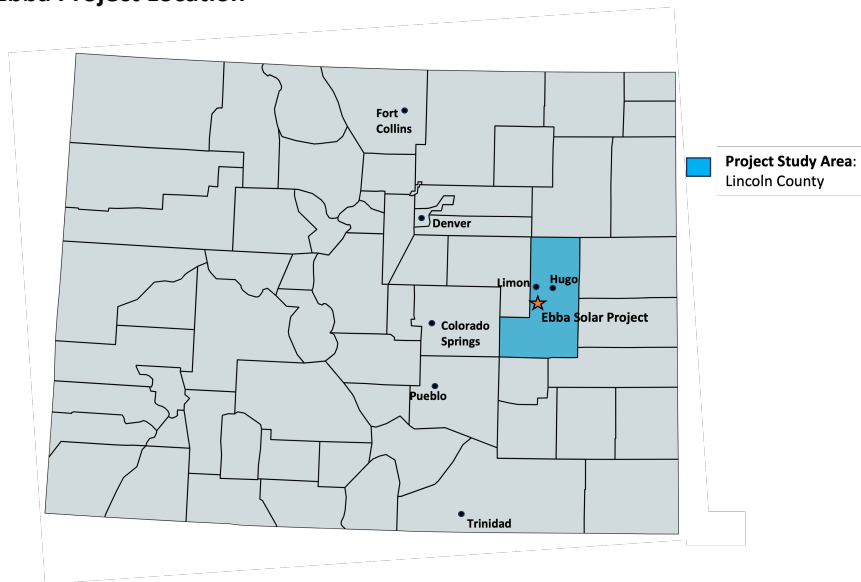 Ebba Project Location
Fort
Collins
Project Study Area:
Lincoln County
Denver
Limon
Hugo
Ebba Solar Project
Colorado
Springs
Pueblo
Trinidad